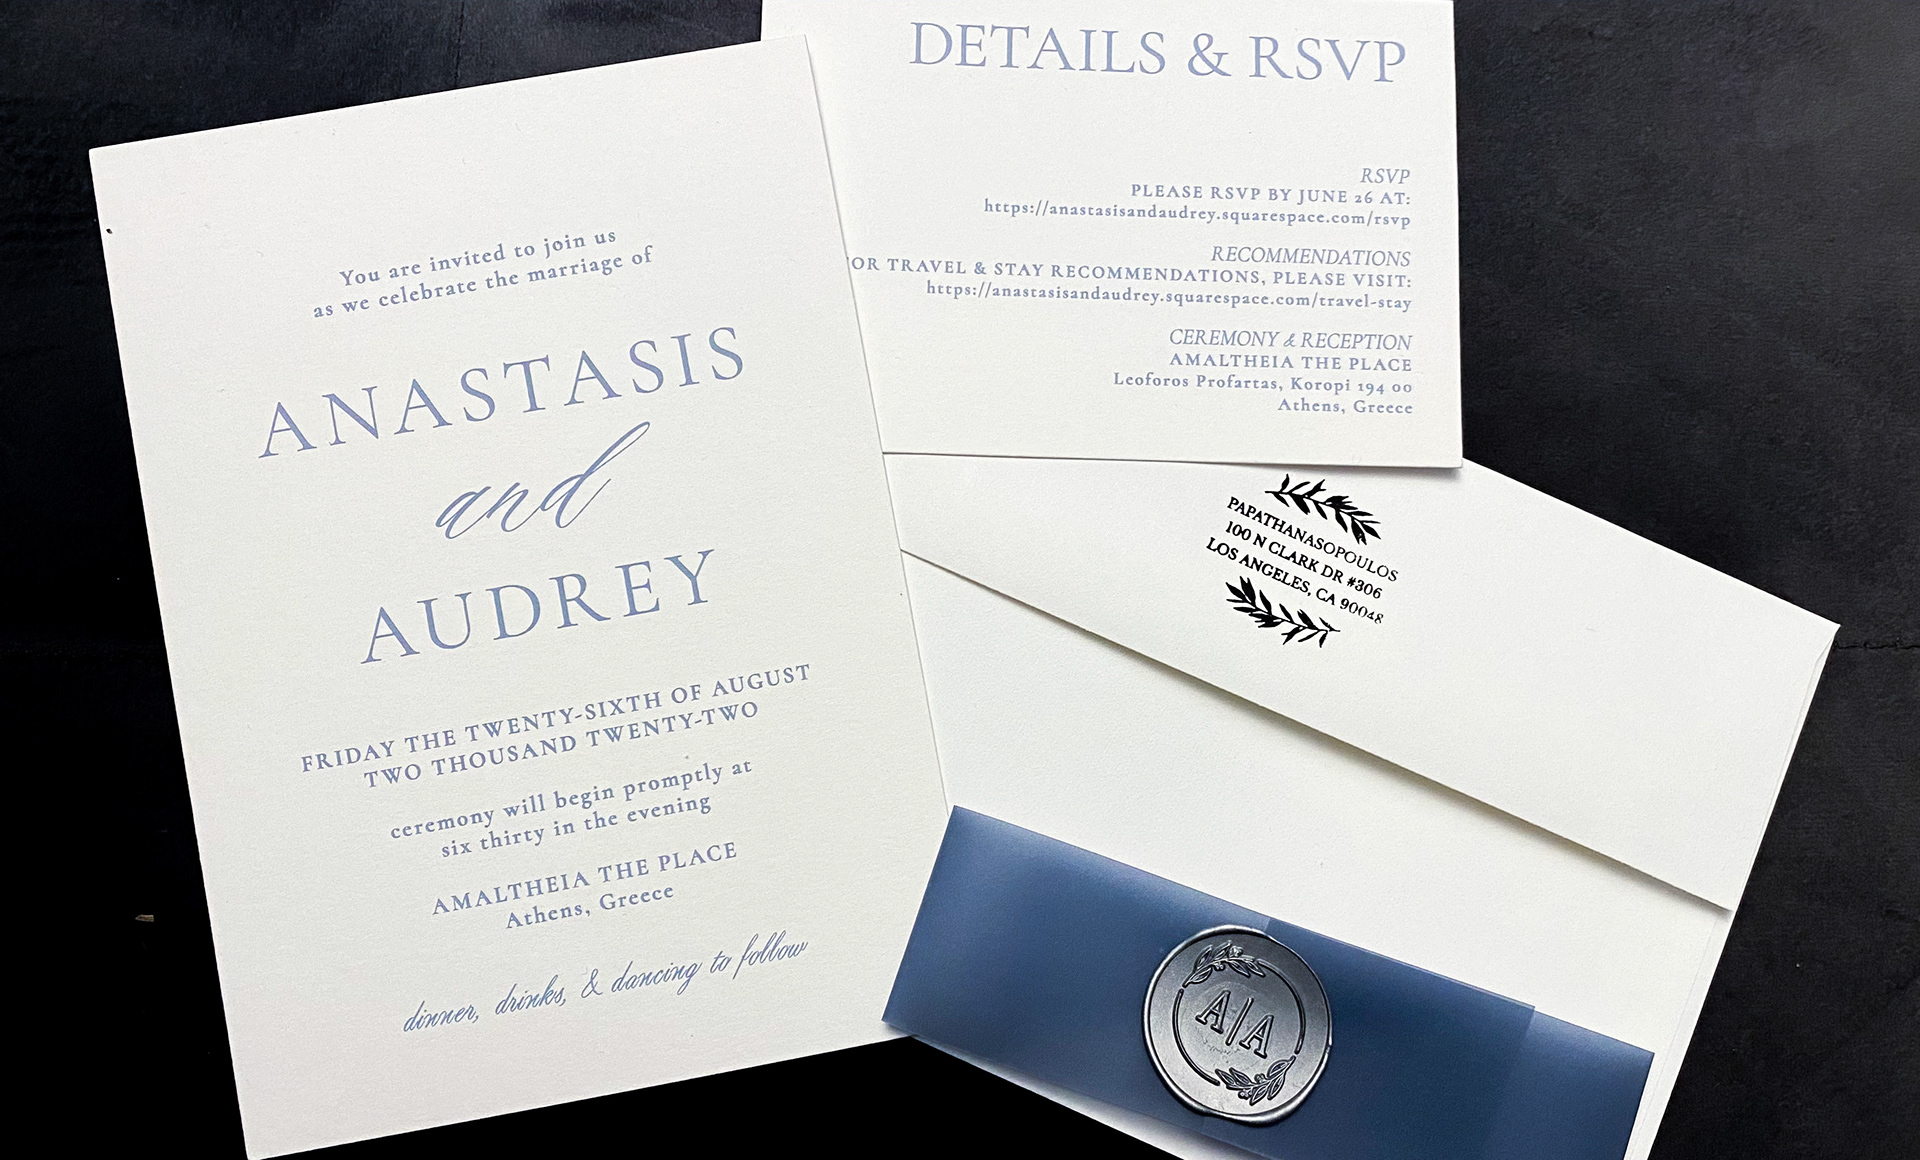 You are invited to join us
as we celebrate the marriage of
ANASTASIS
and
AUDREY
FRIDAY THE TWENTY-SIXTH OF AUGUST
TWO THOUSAND TWENTY-TWO
ceremony will begin promptly at
six thirty in the evening
AMALTHEIA THE PLACE
Athens, Greece
dinner, drinks, & dancing to follow
DETAILS & RSVP
RSVP
PLEASE RSVP BY JUNE 26 AT:
https://anastasisandaudrey.squarespace.com/rsvp
RECOMMENDATIONS
OR TRAVEL & STAY RECOMMENDATIONS, PLEASE VISIT:
https://anastasisandaudrey.squarespace.com/travel-stay
CEREMONY & RECEPTION
AMALTHEIA THE PLACE
Leoforos Profartas, Koropi 194 00
Athens, Greece
PAPATHANASOPOULOS
100 N CLARK DR #306
LOS ANGELES, CA 90048
A|A